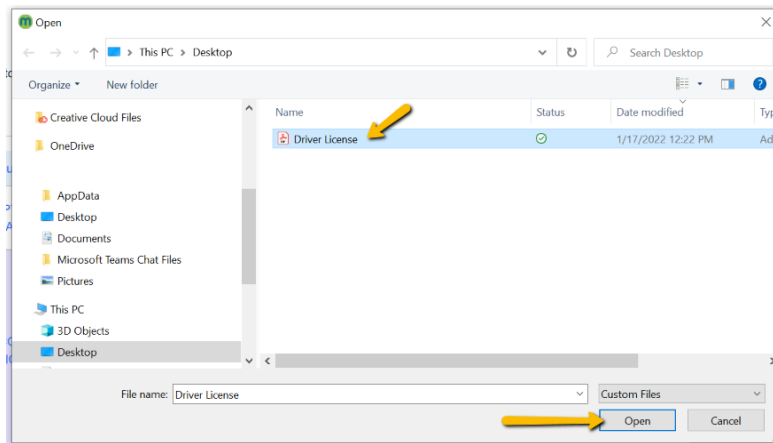 Open
This PC > Desktop
Search Desktop
Organize
New folder
Name
Status
Date modified
Typ
Creative Cloud Files
OneDrive
Driver License
1/17/2022 12:22 PM
Ad
AppData
Desktop
Documents
Microsoft Teams Chat Files
Pictures
This PC
3D Objects
Desktop
File name:
Driver License
Custom Files
Open
Cancel